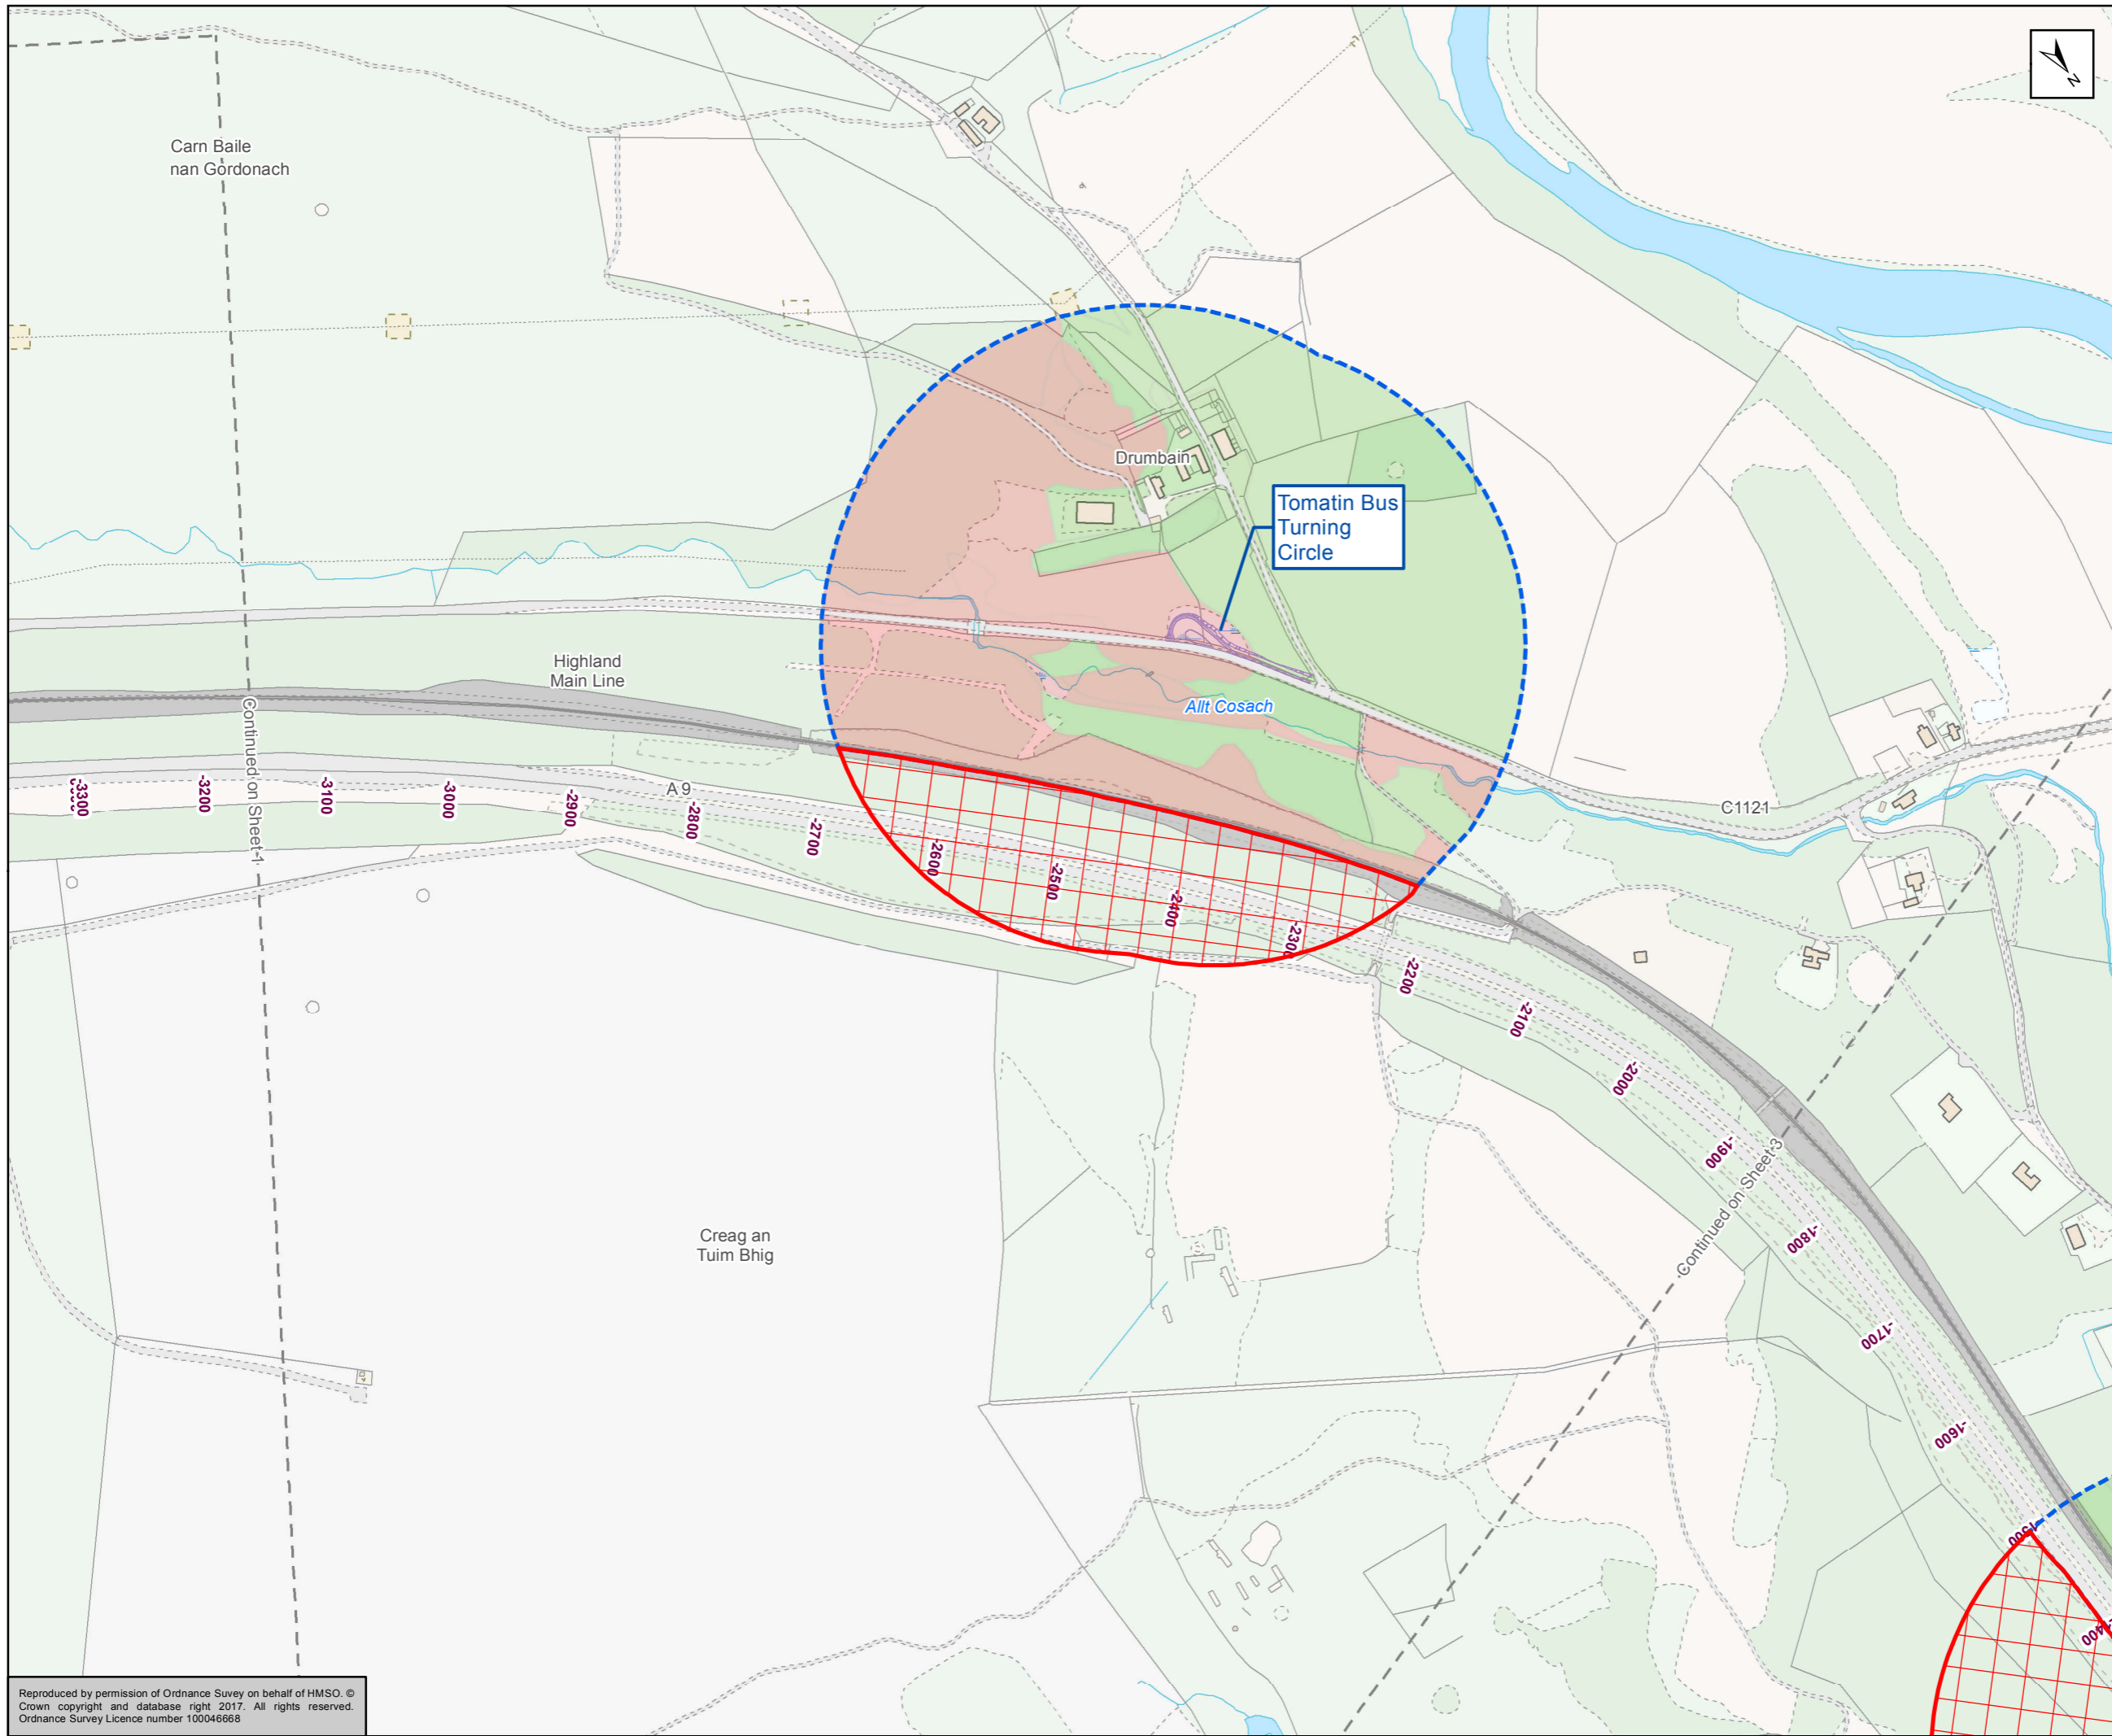 N
Carn Baile
nan Gordonach
Drumbain
Tomatin Bus
Turning
Circle
Highland
Main Line
Allt Cosach
A 9
C1121
Continued on Sheet 1
-3300
-3200
-3100
-3000
-2900
-2800
-2700
-2600
-2500
-2400
-2300
-2200
-2100
-2000
-1900
-1800
-1700
-1600
-1500
Continued on Sheet 3
Creag an
Tuim Bhig
Reproduced by permission of Ordnance Suvey on behalf of HMSO. ©
Crown copyright and database right 2017. All rights reserved.
Ordnance Survey Licence number 100046668